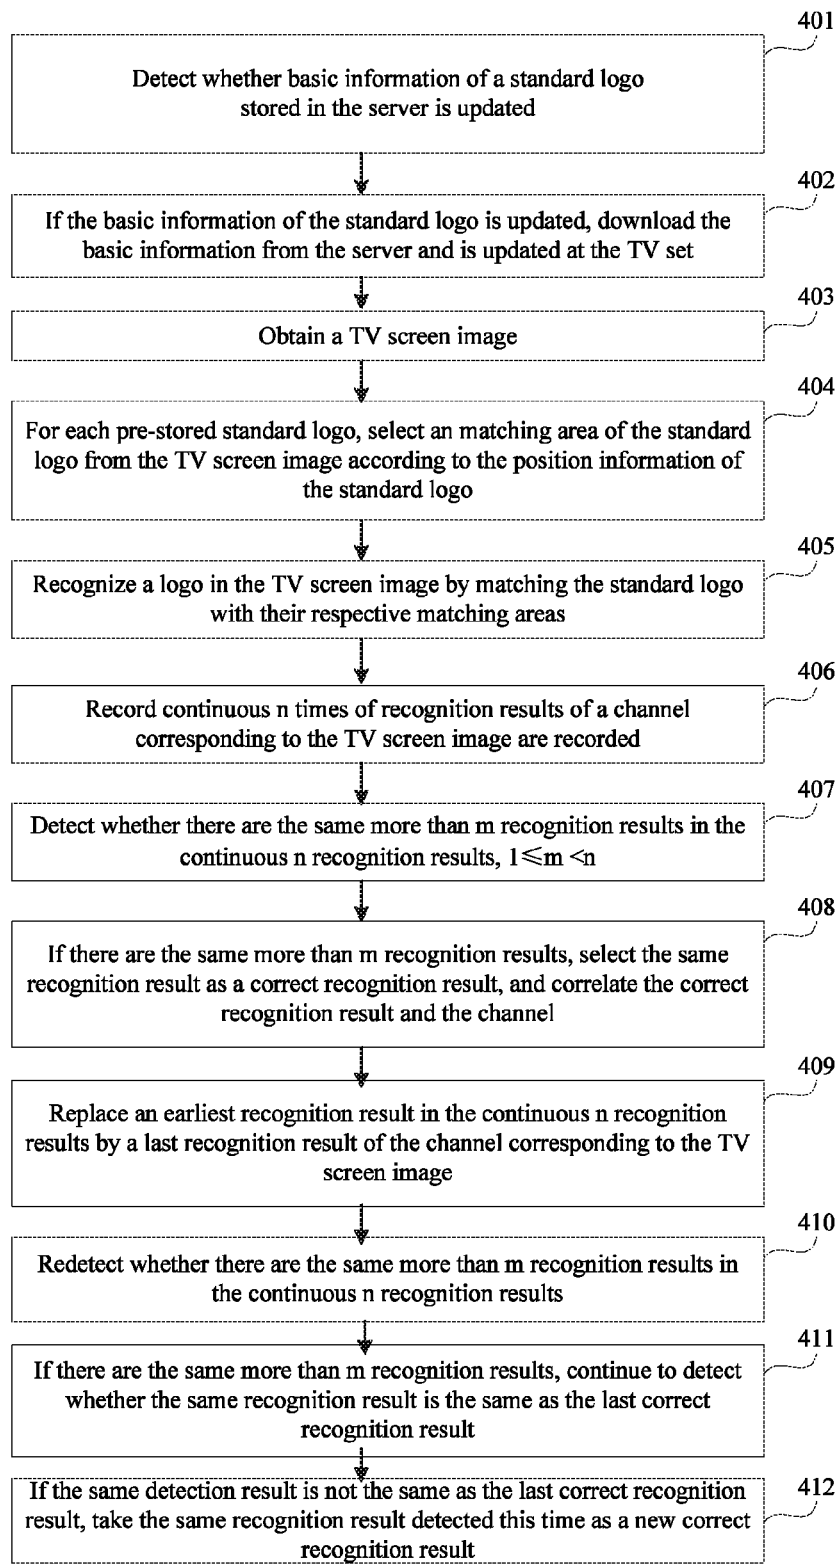 401
Detect whether basic information of a standard logo
stored in the server is updated
402
If the basic information of the standard logo is updated, download the
basic information from the server and is updated at the TV set
403
Obtain a TV screen image
404
For each pre-stored standard logo, select an matching area of the standard
logo from the TV screen image according to the position information of
the standard logo
405
Recognize a logo in the TV screen image by matching the standard logo
with their respective matching areas
406
Record continuous n times of recognition results of a channel
corresponding to the TV screen image are recorded
407
Detect whether there are the same more than m recognition results in the
continuous n recognition results, 1≤m <n
408
If there are the same more than m recognition results, select the same
recognition result as a correct recognition result, and correlate the correct
recognition result and the channel
409
Replace an earliest recognition result in the continuous n recognition
results by a last recognition result of the channel corresponding to the TV
screen image
410
Redetect whether there are the same more than m recognition results in
the continuous n recognition results
411
If there are the same more than m recognition results, continue to detect
whether the same recognition result is the same as the last correct
recognition result
412
If the same detection result is not the same as the last correct recognition
result, take the same recognition result detected this time as a new correct
recognition result